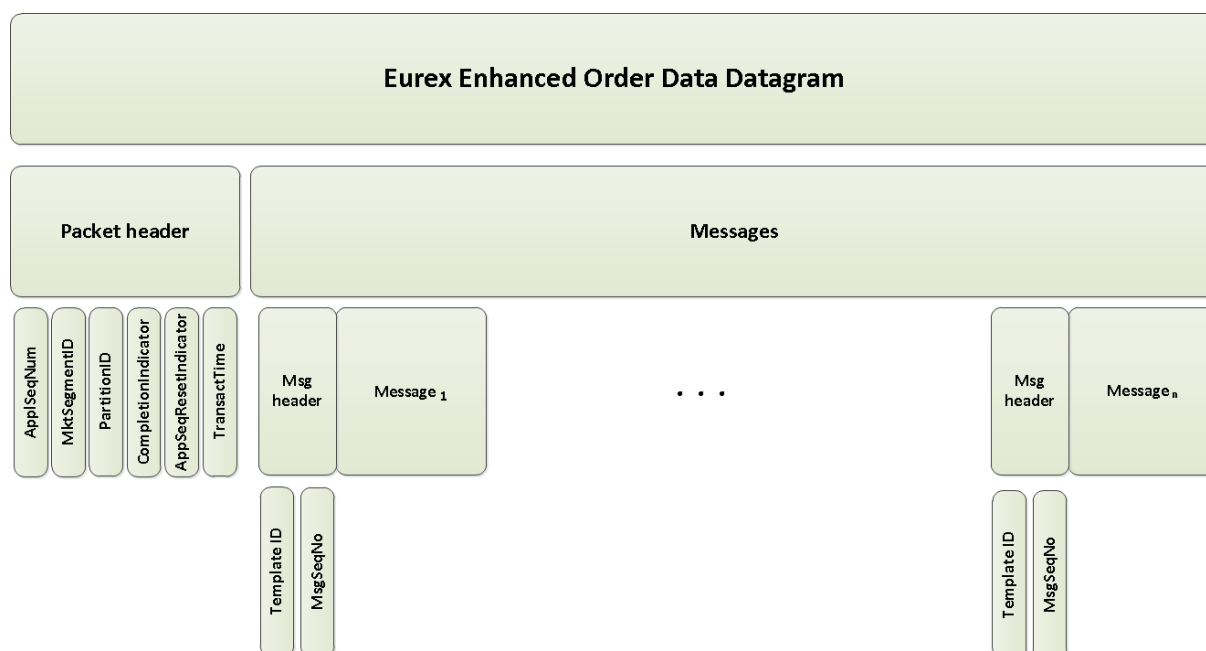 Eurex Enhanced Order Data Datagram
Packet header
Messages
ApplSeqNum
MktSegmentID
PartitionID
CompletionIndicator
AppSeqResetIndicator
TransactTime
Msg
header
Message 1
. . .
Msg
header
Message n
Template ID
MsgSeqNo
Template ID
MsgSeqNo